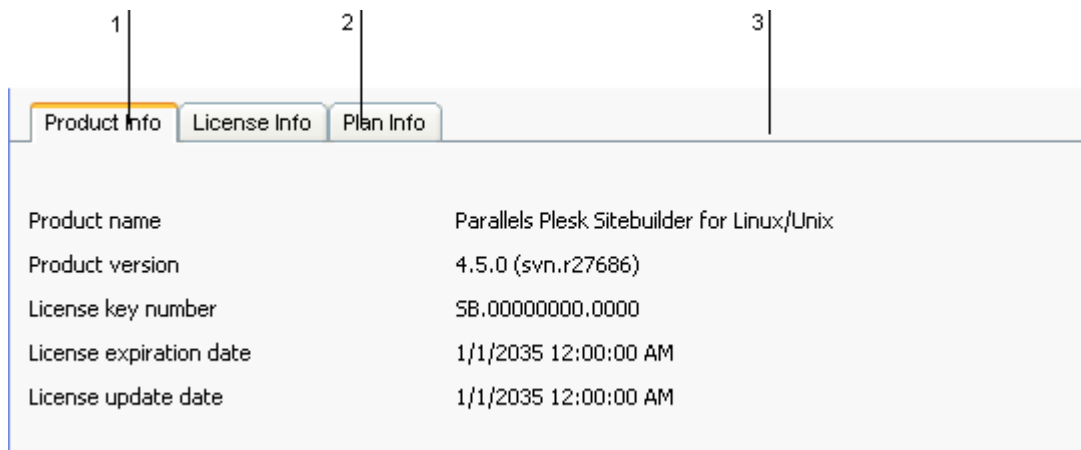 1 2 3
Product Info License Info Plan Info
Product name Parallels Plesk Sitebuilder for Linux/Unix
Product version 4.5.0 (svn.r27686)
License key number SB.00000000.0000
License expiration date 1/1/2035 12:00:00 AM
License update date 1/1/2035 12:00:00 AM